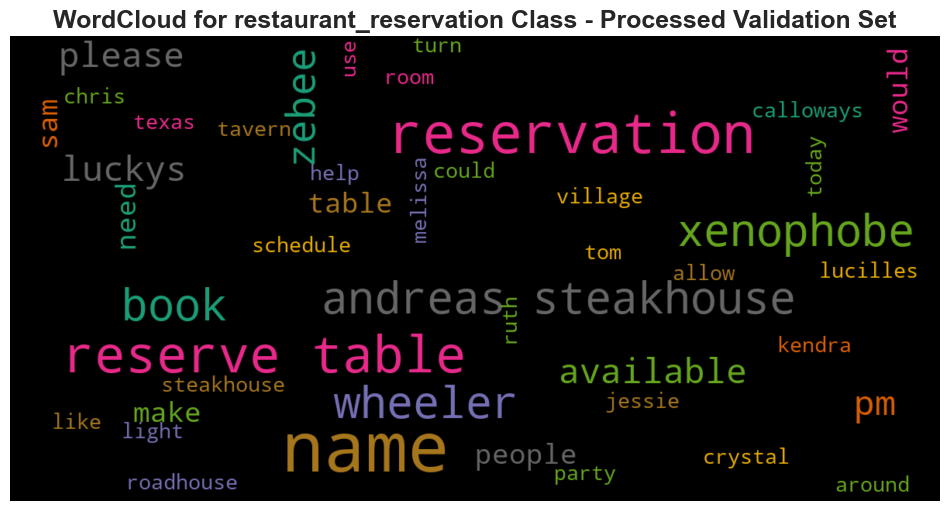 WordCloud for restaurant_reservation Class - Processed Validation Set
please
zebee
use
turn
room
would
chris
sam
texas
tavern
reservation
calloways
luckys
help
could
today
need
table
melissa
village
xenophobe
schedule
tom
allow
lucilles
book
andreas steakhouse
ruth
reserve table
available
kendra
steakhouse
wheeler
jessie
pm
like
make
light
name
people
party
crystal
roadhouse
around